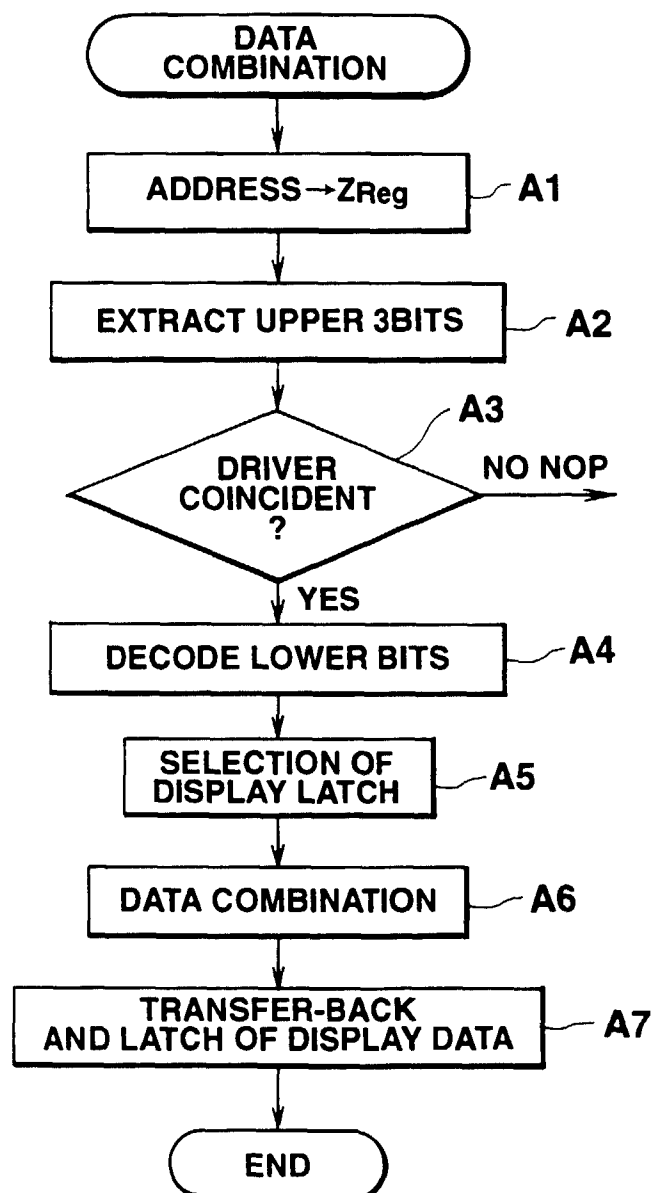 DATA
COMBINATION
ADDRESS→ZReg
A1
EXTRACT UPPER 3BITS
A2
A3
DRIVER
COINCIDENT
?
NO NOP
YES
DECODE LOWER BITS
A4
SELECTION OF
DISPLAY LATCH
A5
DATA COMBINATION
A6
TRANSFER-BACK
AND LATCH OF DISPLAY DATA
A7
END